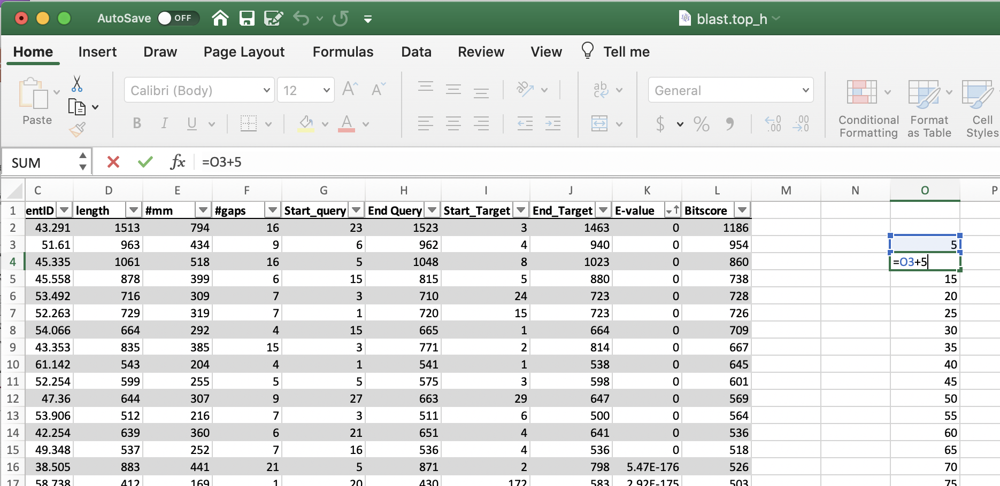 AutoSave OFF blast.top_h
Home Insert Draw Page Layout Formulas Data Review View Tell me
Calibri (Body) 12 A A ab c General
Paste B I U A $ % .0 .00 .00 .0 Conditional Formatting Format as Table Cell Styles
SUM fx =O3+5
C D E F G H I J K L M N O P
1 entID length #mm #gaps Start_query End Query Start_Target End_Target E-value Bitscore
2 43.291 1513 794 16 23 1523 3 1463 0 1186
3 51.61 963 434 9 6 962 4 940 0 954 5
4 45.335 1061 518 16 5 1048 8 1023 0 860 =O3+5
5 45.558 878 399 6 15 815 5 880 0 738 15
6 53.492 716 309 7 3 710 24 723 0 728 20
7 52.263 729 319 7 1 720 15 723 0 726 25
8 54.066 664 292 4 15 665 1 664 0 709 30
9 43.353 835 385 15 3 771 2 814 0 667 35
10 61.142 543 204 4 1 541 1 538 0 645 40
11 52.254 599 255 5 5 575 3 598 0 601 45
12 47.36 644 307 9 27 663 29 647 0 569 50
13 53.906 512 216 7 3 511 6 500 0 564 55
14 42.254 639 360 6 21 651 4 641 0 536 60
15 49.348 537 252 7 16 536 4 536 0 518 65
16 38.505 883 441 21 5 871 2 798 5.47E-176 526 70
17 58.738 412 169 1 20 430 172 583 2.92E-175 503 75